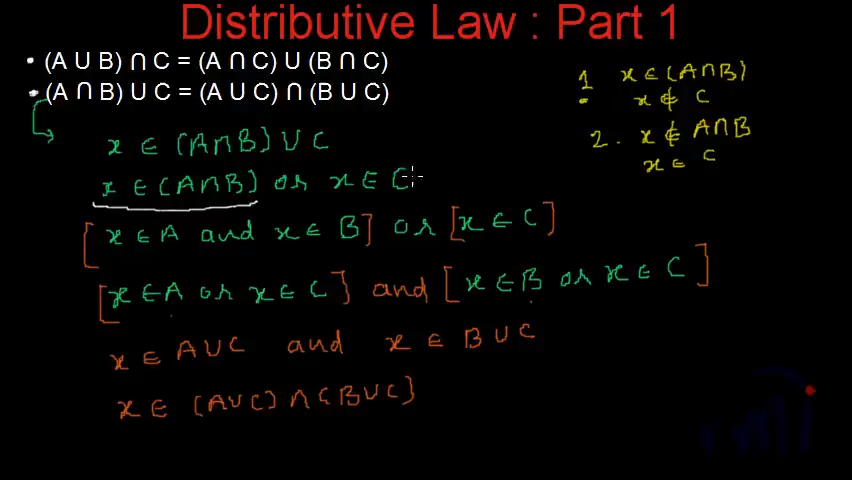 Distributive Law : Part 1
• (A U B) ∩ C = (A ∩ C) U (B ∩ C)
• (A ∩ B) U C = (A U C) ∩ (B U C)
x ∈ (A∩B) ∪ C
x ∈ (A∩B) or x ∈ C
[x ∈ A and x ∈ B] or [x ∈ C]
[x ∈ A or x ∈ C] and [x ∈ B or x ∈ C]
x ∈ A∪C and x ∈ B∪C
x ∈ (A∪C) ∩ (B∪C)
1 x ∈ (A∩B)
x ∉ C
2. x ∉ A∩B
x ∈ C